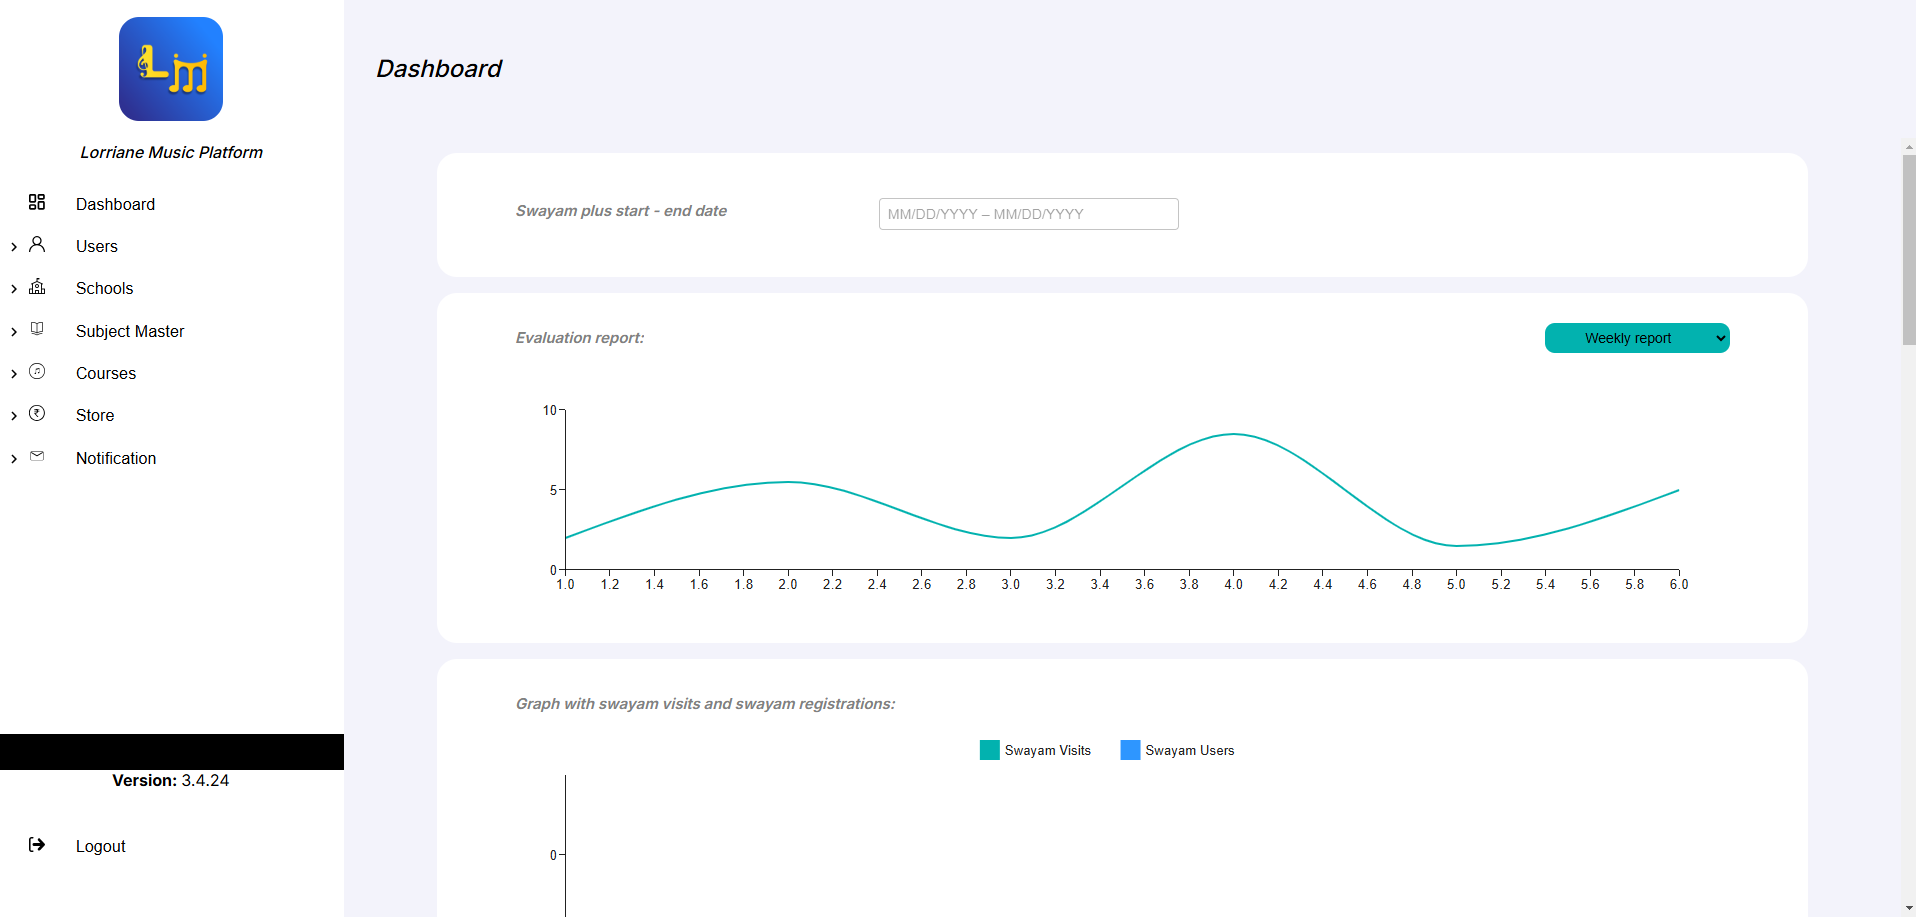 Lm
Lorriane Music Platform
Dashboard
Users
Schools
Subject Master
Courses
Store
Notification
Version: 3.4.24
Logout
Dashboard
Swayam plus start - end date
MM/DD/YYYY – MM/DD/YYYY
Evaluation report:
Weekly report
10
5
0
1.0 1.2 1.4 1.6 1.8 2.0 2.2 2.4 2.6 2.8 3.0 3.2 3.4 3.6 3.8 4.0 4.2 4.4 4.6 4.8 5.0 5.2 5.4 5.6 5.8 6.0
Graph with swayam visits and swayam registrations:
Swayam Visits Swayam Users
0